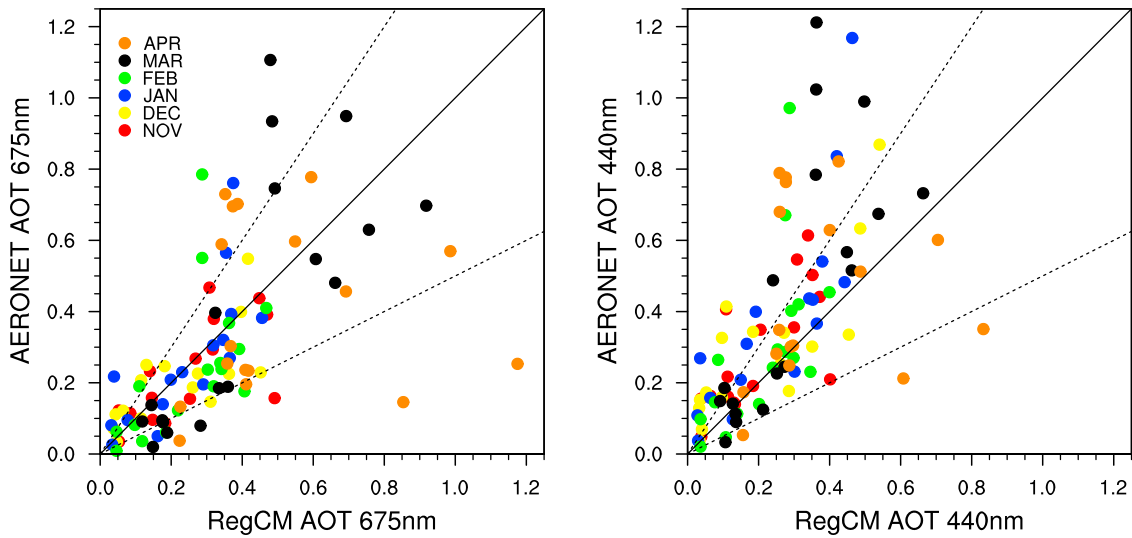 1.2
1.0
0.8
0.6
0.4
0.2
0.0
AERONET AOT 675nm
APR
MAR
FEB
JAN
DEC
NOV
0.0 0.2 0.4 0.6 0.8 1.0 1.2
RegCM AOT 675nm
1.2
1.0
0.8
0.6
0.4
0.2
0.0
AERONET AOT 440nm
0.0 0.2 0.4 0.6 0.8 1.0 1.2
RegCM AOT 440nm